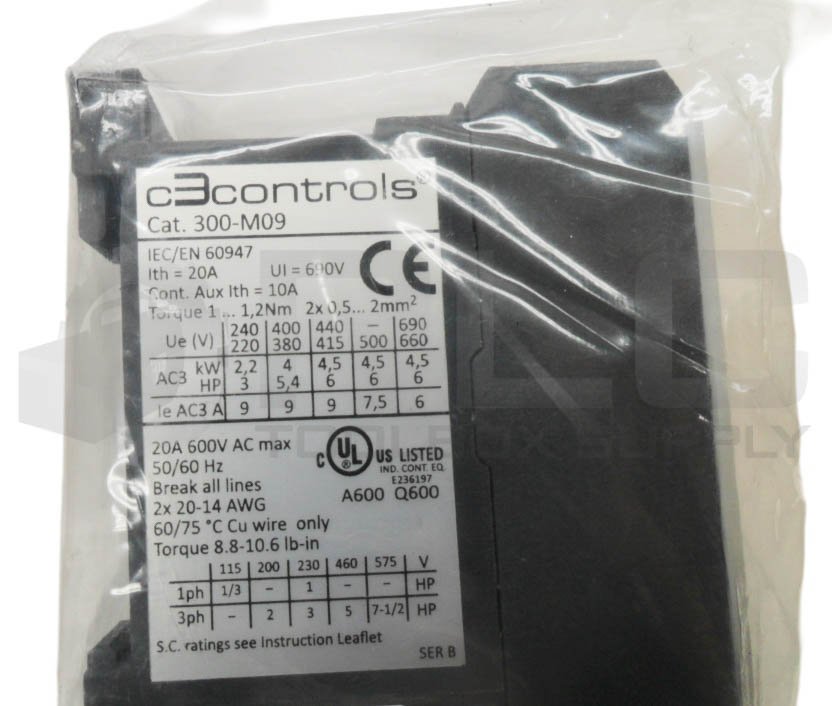 c3controls®
Cat. 300-M09
IEC/EN 60947
Ith = 20A UI = 690V
Cont. Aux Ith = 10A
CE
Torque 1 ... 1,2Nm 2x 0,5... 2mm²
Ue (V) 240 220 400 380 440 415 – 500 690 660
AC3 kW 2,2 4 4,5 4,5 4,5
HP 3 5,4 6 6 6
Ie AC3 A 9 9 9 7,5 6
20A 600V AC max
50/60 Hz
Break all lines
2x 20-14 AWG
60/75 °C Cu wire only
Torque 8.8-10.6 lb-in
C UL ® US LISTED
IND. CONT. EQ.
E236197
A600 Q600
115 200 230 460 575 V
1ph 1/3 – 1 – – HP
3ph – 2 3 5 7-1/2 HP
S.C. ratings see Instruction Leaflet
SER B
PLC
TOOLBOX SUPPLY